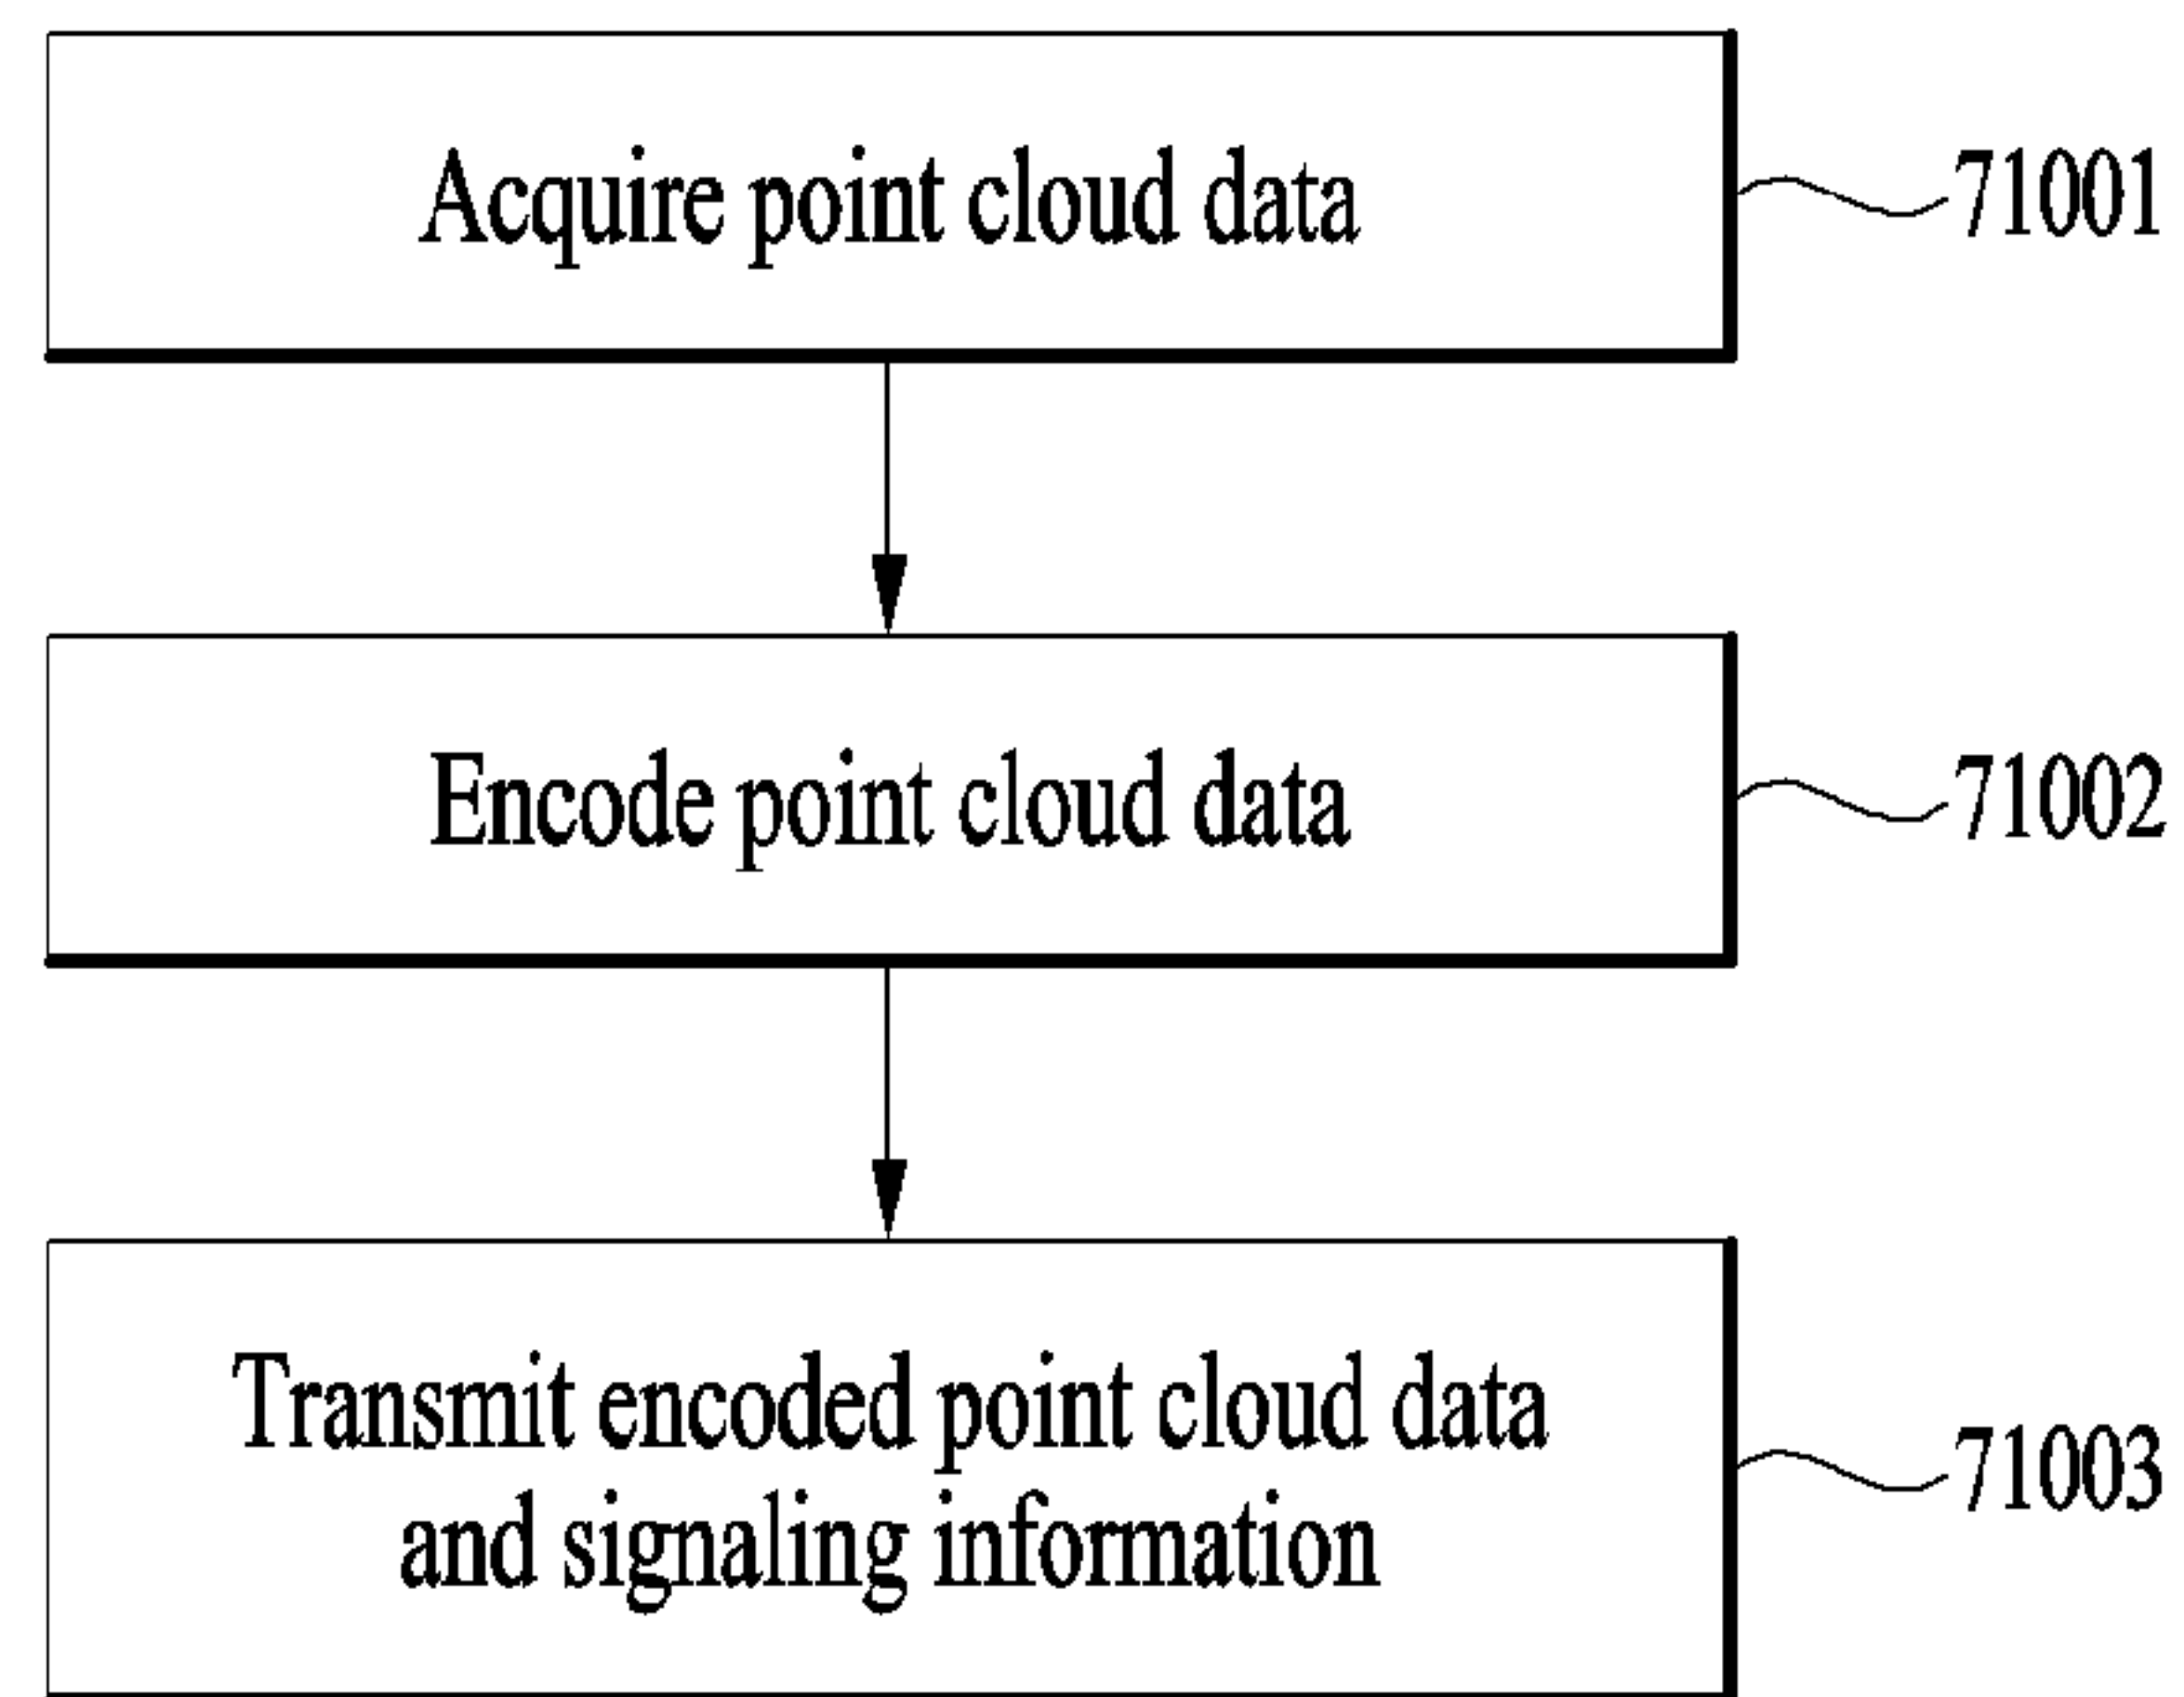 Acquire point cloud data
71001
Encode point cloud data
71002
Transmit encoded point cloud data
and signaling information
71003